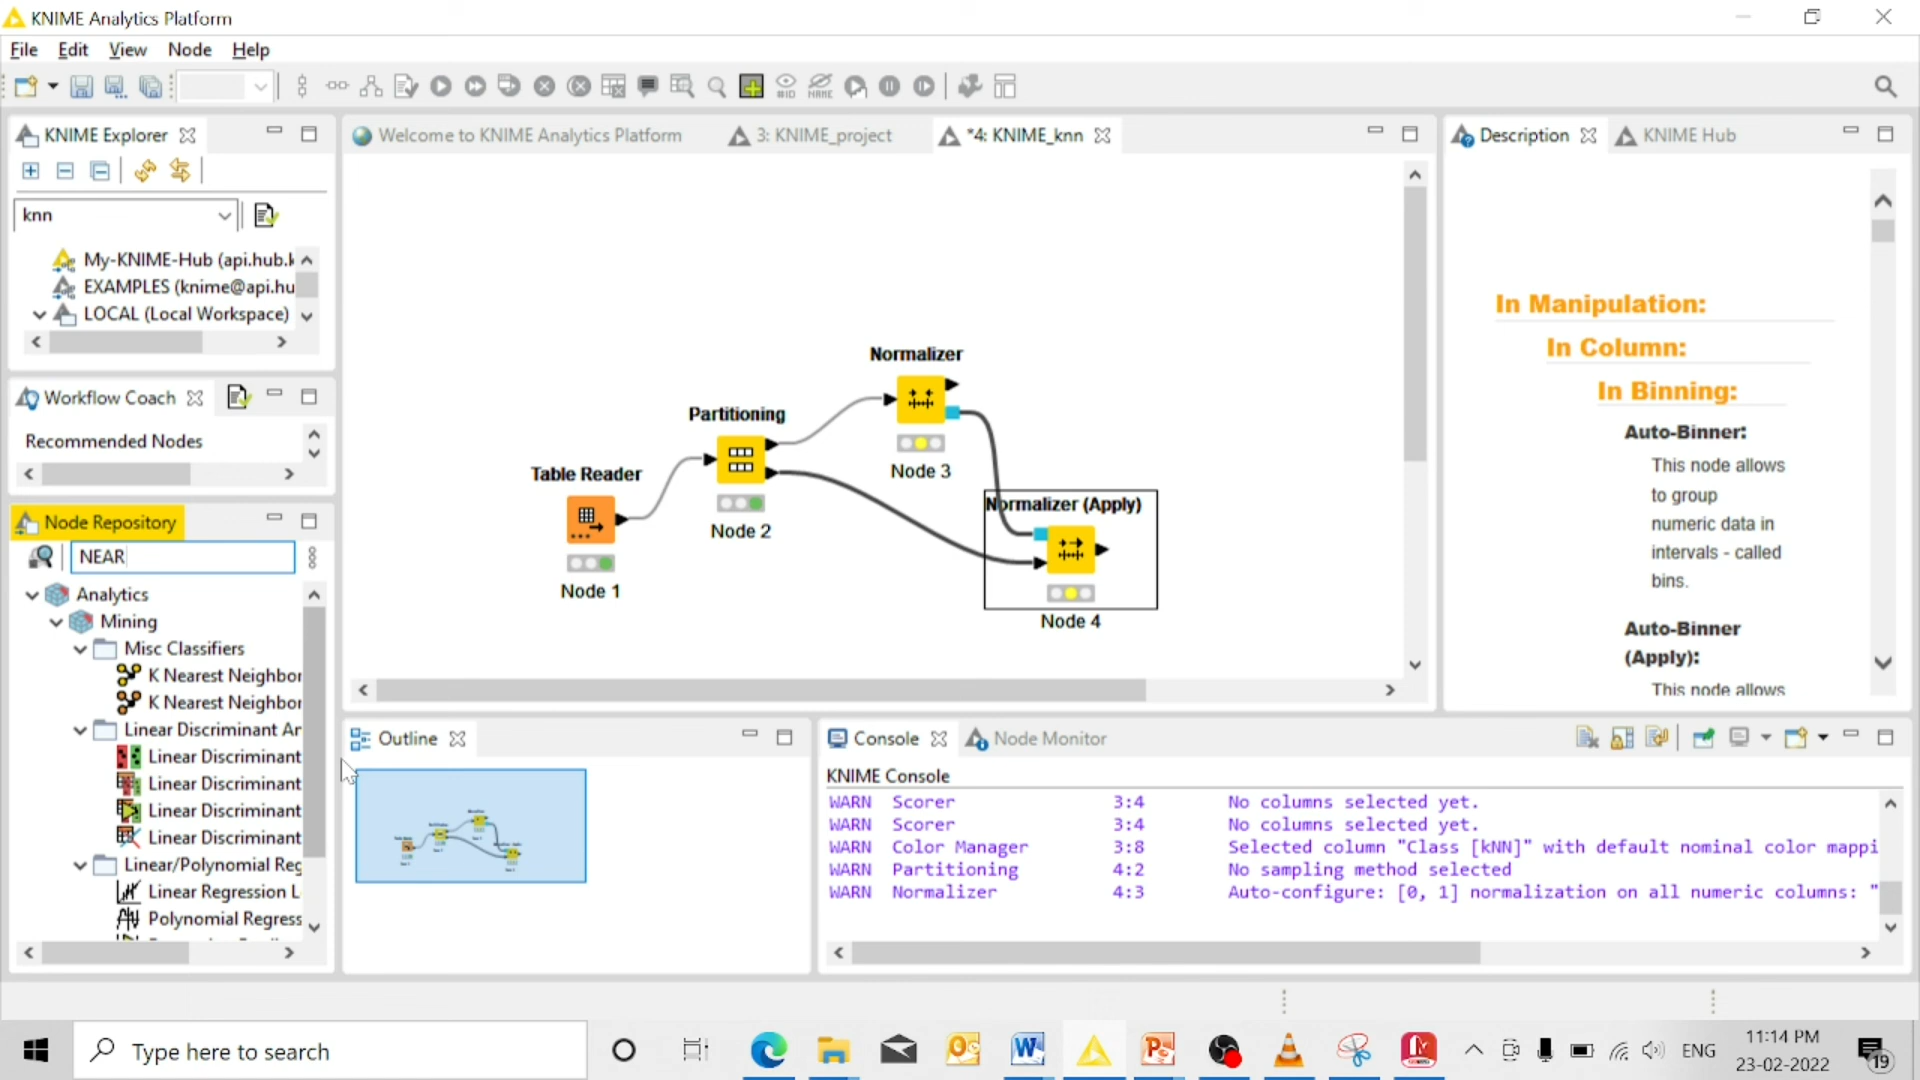 KNIME Analytics Platform
File Edit View Node Help
KNIME Explorer
knn
My-KNIME-Hub (api.hub.k
EXAMPLES (knime@api.hu
LOCAL (Local Workspace)
Workflow Coach
Recommended Nodes
Node Repository
NEAR
Analytics
Mining
Misc Classifiers
K Nearest Neighbor
K Nearest Neighbor
Linear Discriminant Ar
Linear Discriminant
Linear Discriminant
Linear Discriminant
Linear Discriminant
Linear/Polynomial Reg
Linear Regression L
Polynomial Regress
Welcome to KNIME Analytics Platform
3: KNIME_project
*4: KNIME_knn
Table Reader
Node 1
Partitioning
Node 2
Normalizer
Node 3
Normalizer (Apply)
Node 4
Description
KNIME Hub
In Manipulation:
In Column:
In Binning:
Auto-Binner:
This node allows
to group
numeric data in
intervals - called
bins.
Auto-Binner
(Apply):
This node allows
Outline
Console
Node Monitor
KNIME Console
WARN Scorer 3:4 No columns selected yet.
WARN Scorer 3:4 No columns selected yet.
WARN Color Manager 3:8 Selected column "Class [kNN]" with default nominal color mappi
WARN Partitioning 4:2 No sampling method selected
WARN Normalizer 4:3 Auto-configure: [0, 1] normalization on all numeric columns: "
Type here to search
ENG
11:14 PM
23-02-2022
19